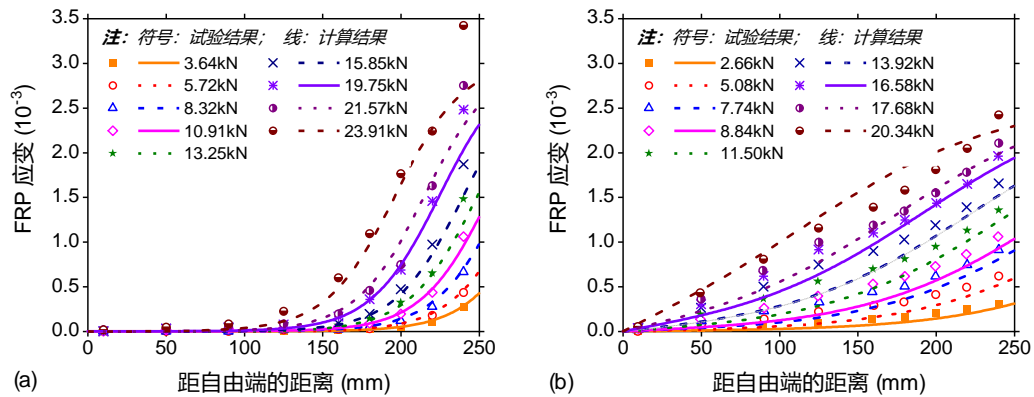 3.5
3.0
2.5
2.0
1.5
1.0
0.5
0.0
FRP 应变 (10-3)
注：符号：试验结果； 线：计算结果
3.64kN
5.72kN
8.32kN
10.91kN
13.25kN
15.85kN
19.75kN
21.57kN
23.91kN
0 50 100 150 200 250
(a) 距自由端的距离 (mm)
3.5
3.0
2.5
2.0
1.5
1.0
0.5
0.0
FRP 应变 (10-3)
注：符号：试验结果； 线：计算结果
2.66kN
5.08kN
7.74kN
8.84kN
11.50kN
13.92kN
16.58kN
17.68kN
20.34kN
0 50 100 150 200 250
(b) 距自由端的距离 (mm)